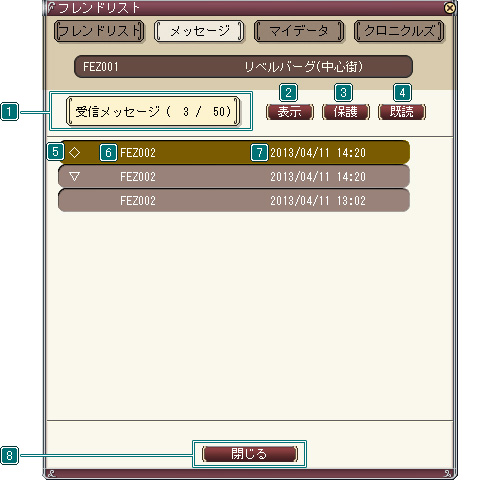 フレンドリスト
フレンドリスト メッセージ マイデータ クロニクルズ
FEZ001 リベルバーグ(中心街)
1 受信メッセージ ( 3 / 50) 2 表示 3 保護 4 既読
5 ◇ 6 FEZ002 7 2013/04/11 14:20
▽ FEZ002 2013/04/11 14:20
FEZ002 2013/04/11 13:02
8 閉じる